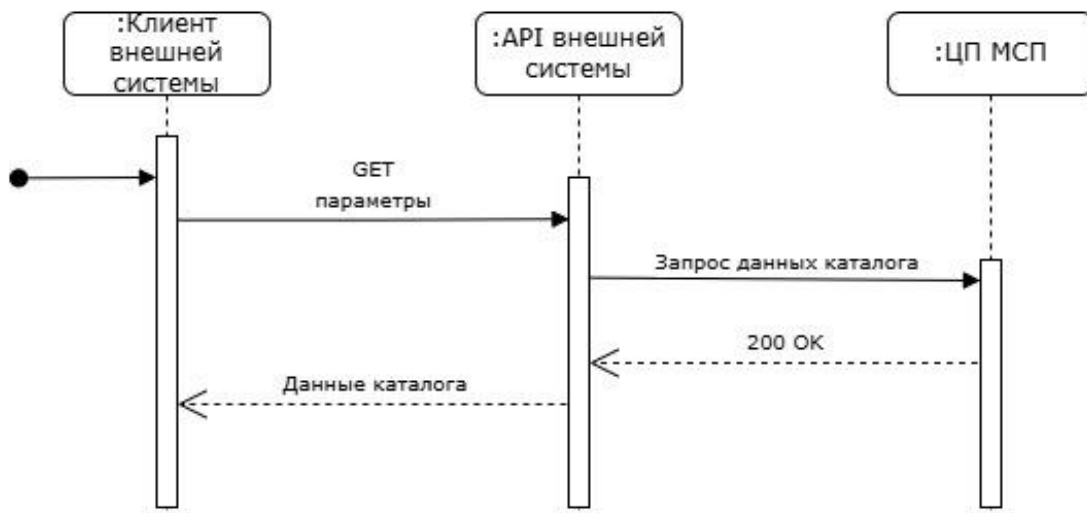 :Клиент
внешней
системы
:API внешней
системы
:ЦП МСП
GET
параметры
Запрос данных каталога
200 OK
Данные каталога